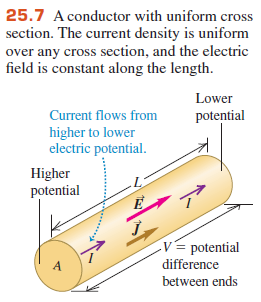 25.7 A conductor with uniform cross
section. The current density is uniform
over any cross section, and the electric
field is constant along the length.
Lower
potential
Current flows from
higher to lower
electric potential.
Higher
potential
L
E⃗
I
J⃗
I
A
V = potential
difference
between ends